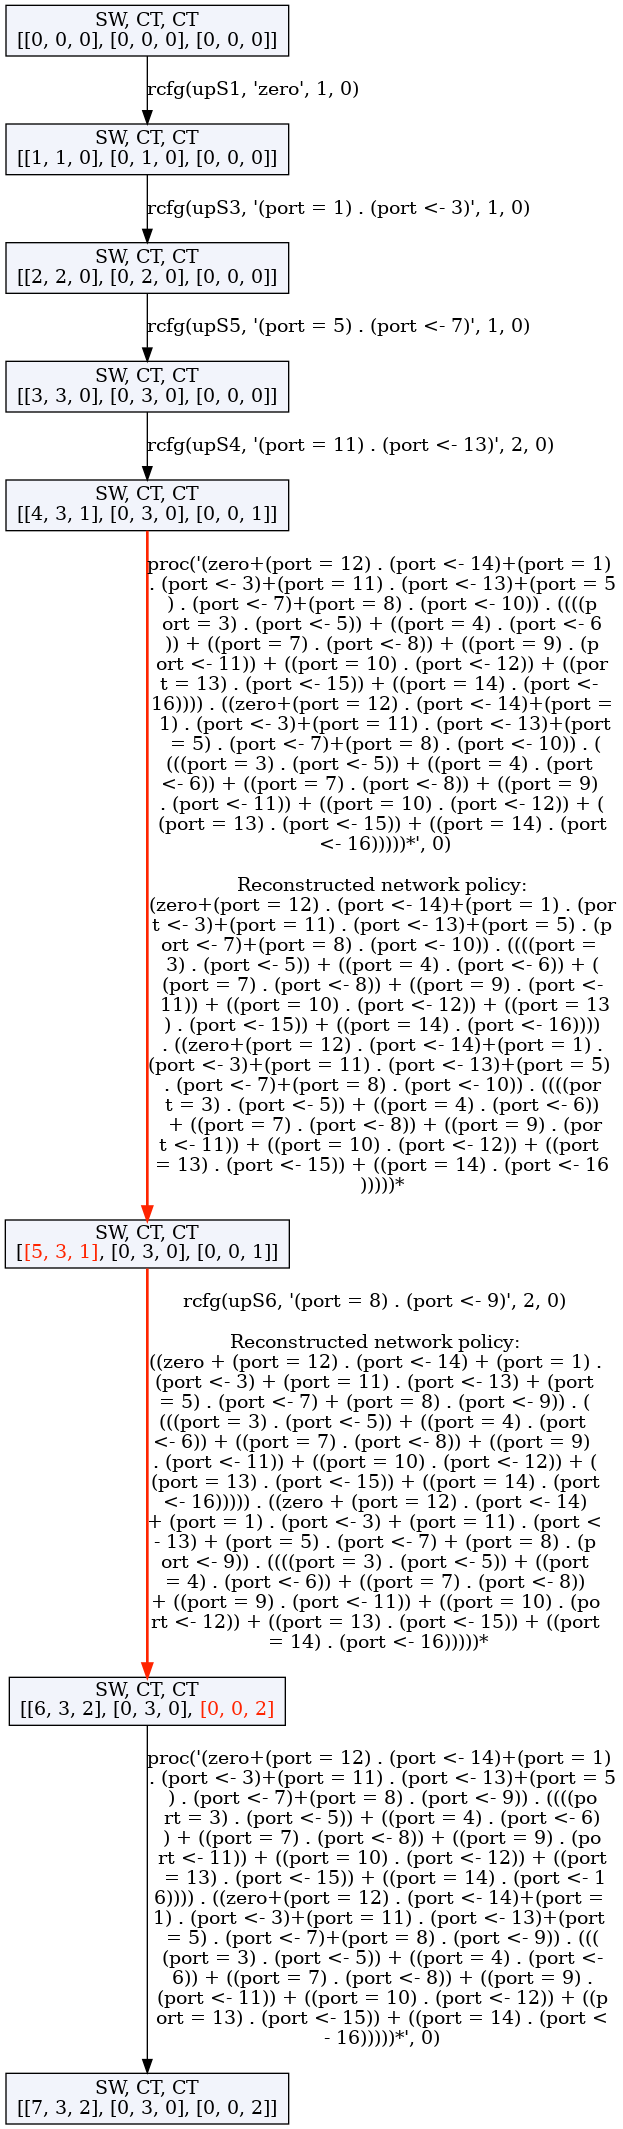 SW, CT, CT
[[0, 0, 0], [0, 0, 0], [0, 0, 0]]
rcfg(upS1, 'zero', 1, 0)
SW, CT, CT
[[1, 1, 0], [0, 1, 0], [0, 0, 0]]
rcfg(upS3, '(port = 1) . (port <- 3)', 1, 0)
SW, CT, CT
[[2, 2, 0], [0, 2, 0], [0, 0, 0]]
rcfg(upS5, '(port = 5) . (port <- 7)', 1, 0)
SW, CT, CT
[[3, 3, 0], [0, 3, 0], [0, 0, 0]]
rcfg(upS4, '(port = 11) . (port <- 13)', 2, 0)
SW, CT, CT
[[4, 3, 1], [0, 3, 0], [0, 0, 1]]
proc('(zero+(port = 12) . (port <- 14)+(port = 1)
. (port <- 3)+(port = 11) . (port <- 13)+(port = 5
) . (port <- 7)+(port = 8) . (port <- 10)) . ((((p
ort = 3) . (port <- 5)) + ((port = 4) . (port <- 6
)) + ((port = 7) . (port <- 8)) + ((port = 9) . (p
ort <- 11)) + ((port = 10) . (port <- 12)) + ((por
t = 13) . (port <- 15)) + ((port = 14) . (port <-
16)))) . ((zero+(port = 12) . (port <- 14)+(port =
1) . (port <- 3)+(port = 11) . (port <- 13)+(port
= 5) . (port <- 7)+(port = 8) . (port <- 10)) . (
(((port = 3) . (port <- 5)) + ((port = 4) . (port
<- 6)) + ((port = 7) . (port <- 8)) + ((port = 9)
. (port <- 11)) + ((port = 10) . (port <- 12)) + (
(port = 13) . (port <- 15)) + ((port = 14) . (port
<- 16)))))*', 0)
Reconstructed network policy:
(zero+(port = 12) . (port <- 14)+(port = 1) . (por
t <- 3)+(port = 11) . (port <- 13)+(port = 5) . (p
ort <- 7)+(port = 8) . (port <- 10)) . ((((port =
3) . (port <- 5)) + ((port = 4) . (port <- 6)) + (
(port = 7) . (port <- 8)) + ((port = 9) . (port <-
11)) + ((port = 10) . (port <- 12)) + ((port = 13
) . (port <- 15)) + ((port = 14) . (port <- 16))))
. ((zero+(port = 12) . (port <- 14)+(port = 1) .
(port <- 3)+(port = 11) . (port <- 13)+(port = 5)
. (port <- 7)+(port = 8) . (port <- 10)) . ((((por
t = 3) . (port <- 5)) + ((port = 4) . (port <- 6))
+ ((port = 7) . (port <- 8)) + ((port = 9) . (por
t <- 11)) + ((port = 10) . (port <- 12)) + ((port
= 13) . (port <- 15)) + ((port = 14) . (port <- 16
)))))*
SW, CT, CT
[[5, 3, 1], [0, 3, 0], [0, 0, 1]]
rcfg(upS6, '(port = 8) . (port <- 9)', 2, 0)
Reconstructed network policy:
((zero + (port = 12) . (port <- 14) + (port = 1) .
(port <- 3) + (port = 11) . (port <- 13) + (port
= 5) . (port <- 7) + (port = 8) . (port <- 9)) . (
(((port = 3) . (port <- 5)) + ((port = 4) . (port
<- 6)) + ((port = 7) . (port <- 8)) + ((port = 9)
. (port <- 11)) + ((port = 10) . (port <- 12)) + (
(port = 13) . (port <- 15)) + ((port = 14) . (port
<- 16))))) . ((zero + (port = 12) . (port <- 14)
+ (port = 1) . (port <- 3) + (port = 11) . (port <
- 13) + (port = 5) . (port <- 7) + (port = 8) . (p
ort <- 9)) . ((((port = 3) . (port <- 5)) + ((port
= 4) . (port <- 6)) + ((port = 7) . (port <- 8))
+ ((port = 9) . (port <- 11)) + ((port = 10) . (po
rt <- 12)) + ((port = 13) . (port <- 15)) + ((port
= 14) . (port <- 16)))))*
SW, CT, CT
[[6, 3, 2], [0, 3, 0], [0, 0, 2]
proc('(zero+(port = 12) . (port <- 14)+(port = 1)
. (port <- 3)+(port = 11) . (port <- 13)+(port = 5
) . (port <- 7)+(port = 8) . (port <- 9)) . ((((po
rt = 3) . (port <- 5)) + ((port = 4) . (port <- 6)
) + ((port = 7) . (port <- 8)) + ((port = 9) . (po
rt <- 11)) + ((port = 10) . (port <- 12)) + ((port
= 13) . (port <- 15)) + ((port = 14) . (port <- 1
6)))) . ((zero+(port = 12) . (port <- 14)+(port =
1) . (port <- 3)+(port = 11) . (port <- 13)+(port
= 5) . (port <- 7)+(port = 8) . (port <- 9)) . (((
(port = 3) . (port <- 5)) + ((port = 4) . (port <-
6)) + ((port = 7) . (port <- 8)) + ((port = 9) .
(port <- 11)) + ((port = 10) . (port <- 12)) + ((p
ort = 13) . (port <- 15)) + ((port = 14) . (port <
- 16)))))*', 0)
SW, CT, CT
[[7, 3, 2], [0, 3, 0], [0, 0, 2]]